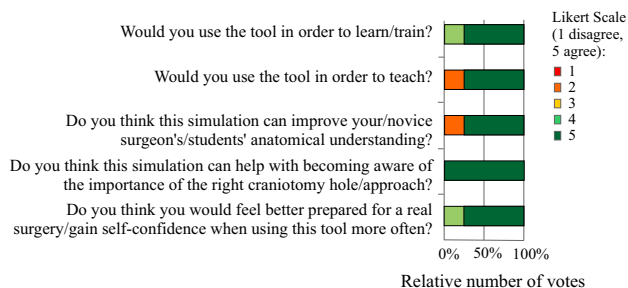 Would you use the tool in order to learn/train?
Would you use the tool in order to teach?
Do you think this simulation can improve your/novice
surgeon's/students' anatomical understanding?
Do you think this simulation can help with becoming aware of
the importance of the right craniotomy hole/approach?
Do you think you would feel better prepared for a real
surgery/gain self-confidence when using this tool more often?
0% 50% 100%
Relative number of votes
Likert Scale
(1 disagree,
5 agree):
1
2
3
4
5